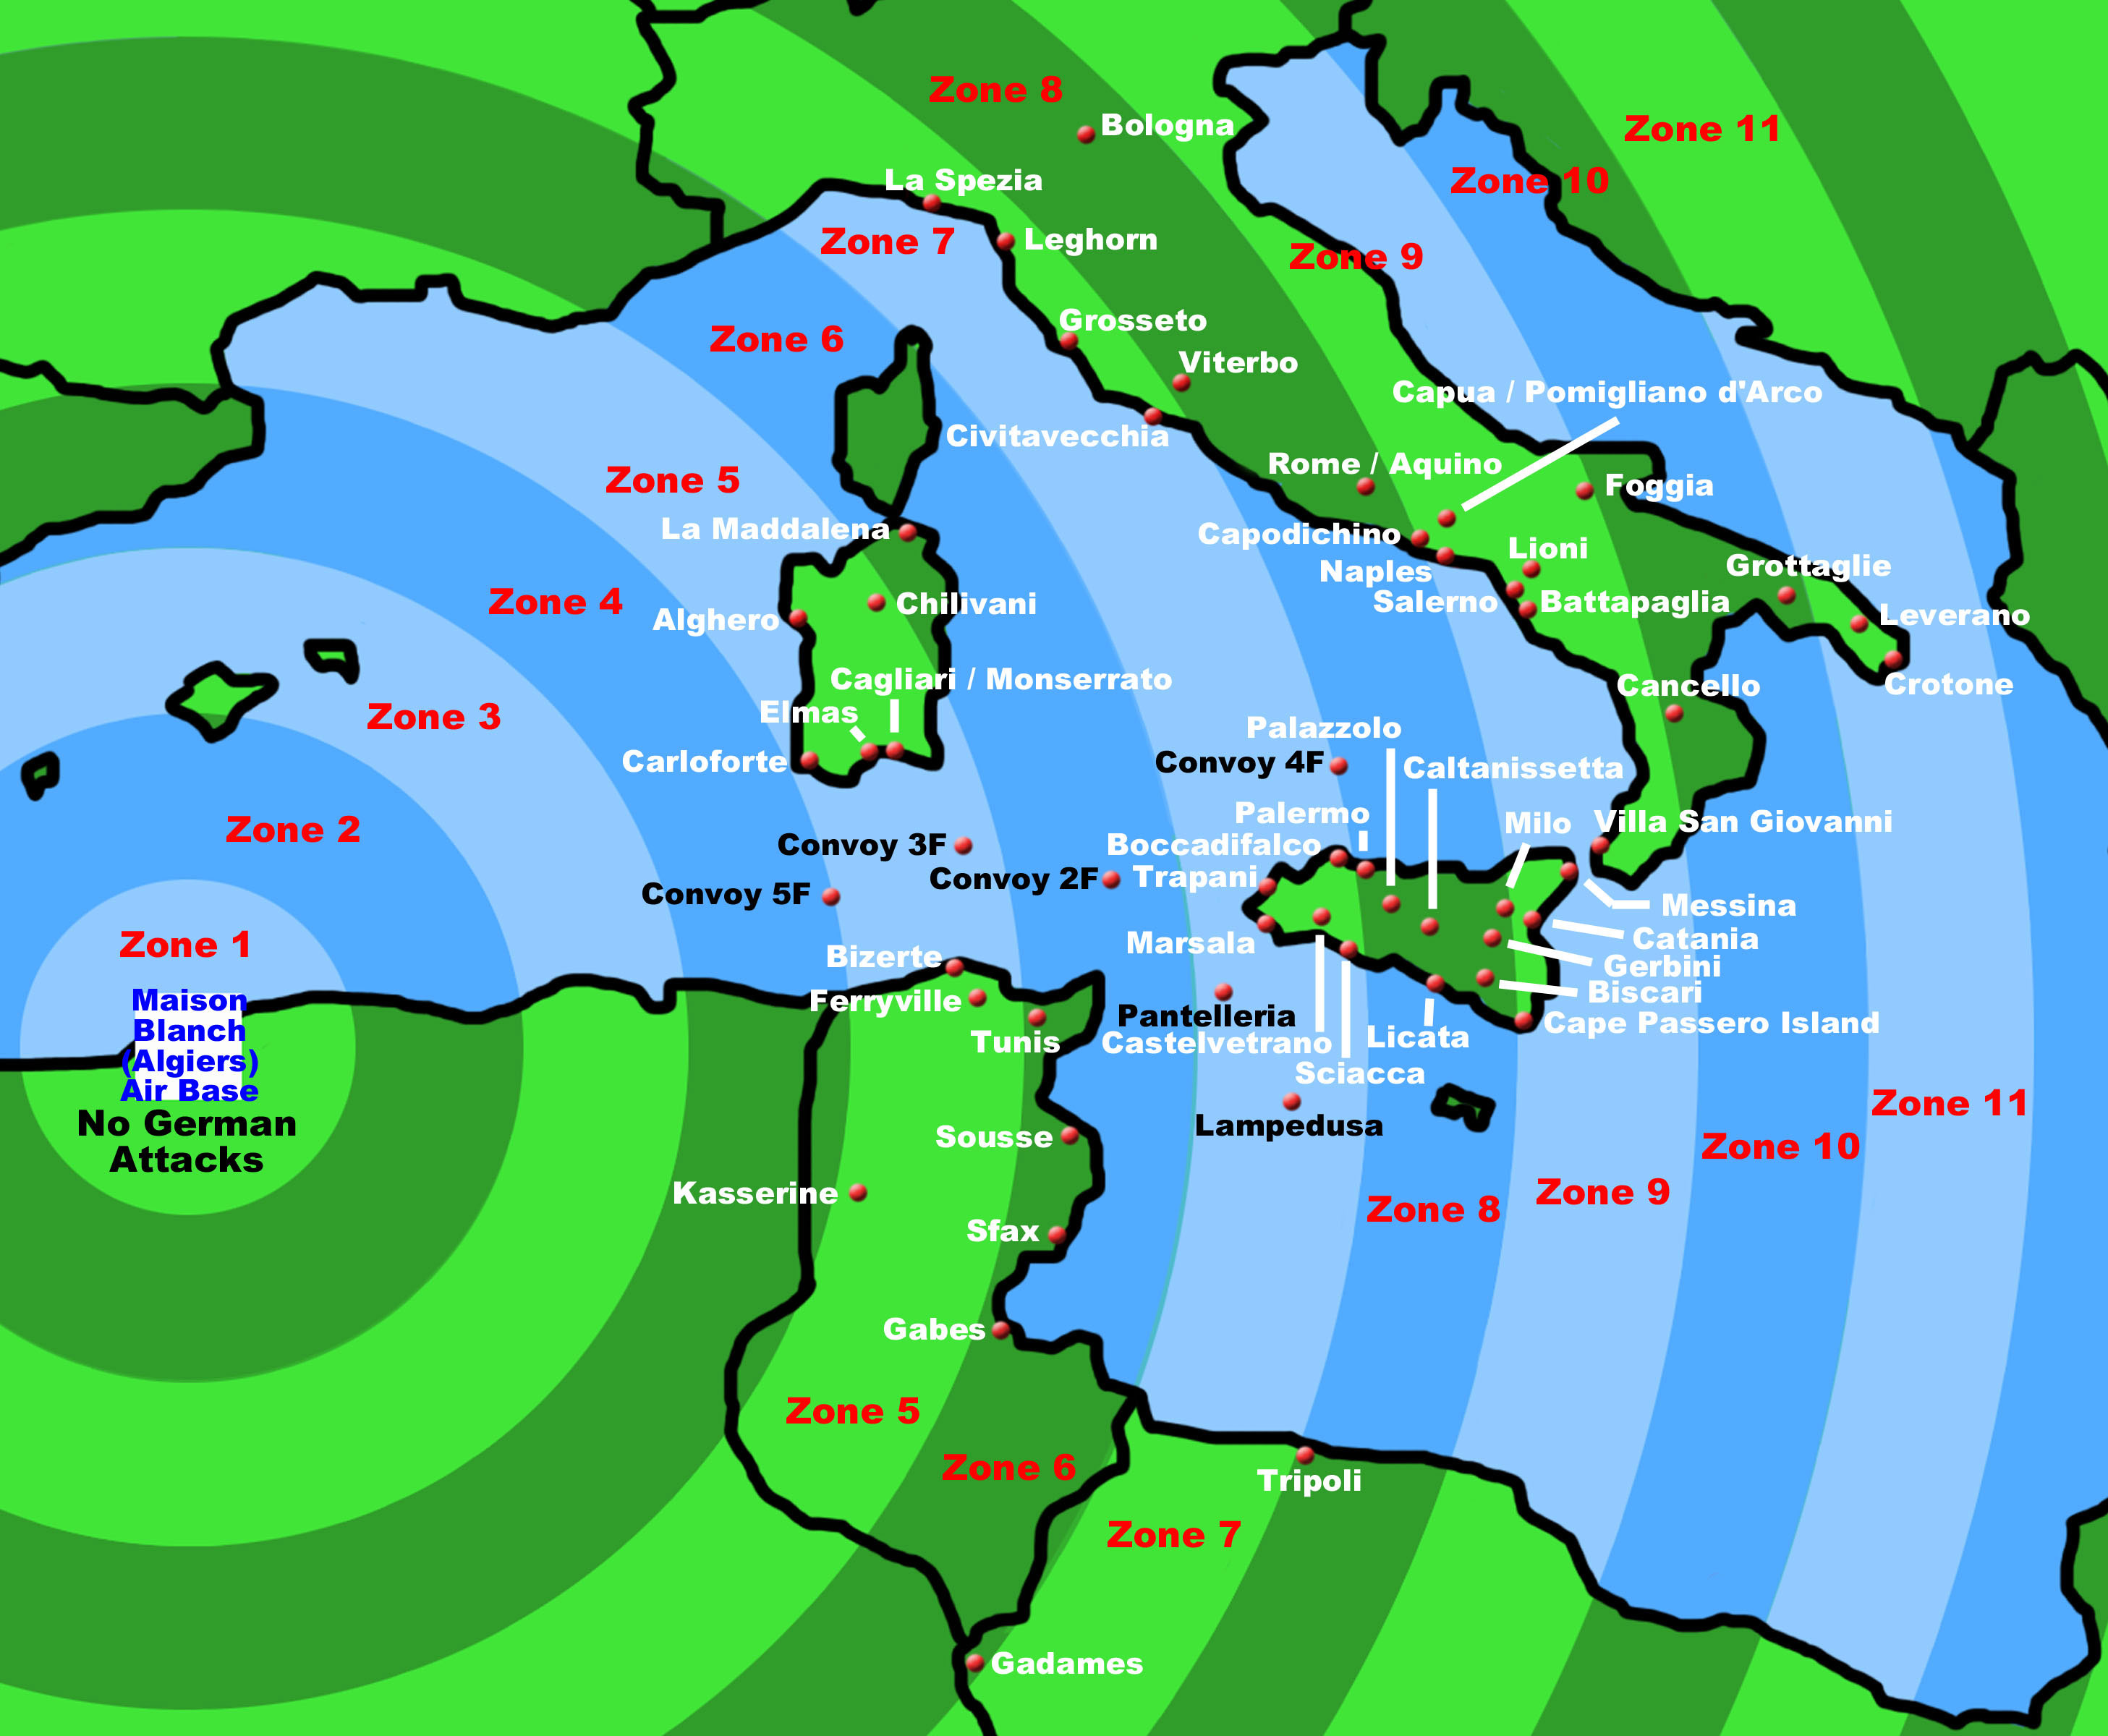 Zone 8
Bologna
Zone 11
La Spezia
Zone 10
Zone 7
Leghorn
Zone 9
Grosseto
Zone 6
Viterbo
Capua / Pomigliano d'Arco
Civitavecchia
Rome / Aquino
Zone 5
Foggia
La Maddalena
Capodichino
Lioni
Grottaglie
Naples
Zone 4
Chilivani
Salerno
Battapaglia
Alghero
Leverano
Cagliari / Monserrato
Cancello
Crotone
Elmas
Zone 3
Palazzolo
Carloforte
Convoy 4F
Caltanissetta
Palermo
Milo
Villa San Giovanni
Zone 2
Convoy 3F
Boccadifalco
Convoy 2F
Trapani
Convoy 5F
Messina
Zone 1
Marsala
Catania
Bizerte
Gerbini
Maison
Blanch
(Algiers)
Air Base
Ferryville
Biscari
Pantelleria
Cape Passero Island
Tunis
Castelvetrano
Licata
Sciacca
No German
Attacks
Lampedusa
Zone 11
Sousse
Zone 10
Kasserine
Zone 9
Zone 8
Sfax
Gabes
Zone 5
Zone 6
Tripoli
Zone 7
Gadames